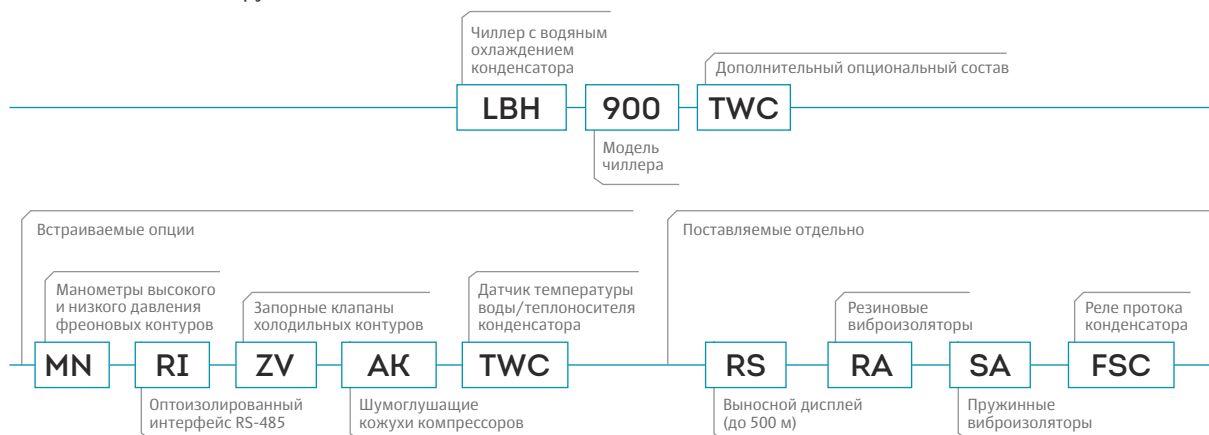 Чиллер с водяным
охлаждением
конденсатора
Дополнительный опциональный состав
LBH 900 TWC
Модель
чиллера
Встраиваемые опции
Поставляемые отдельно
Манометры высокого
и низкого давления
фреоновых контуров
Запорные клапаны
холодильных контуров
Датчик температуры
воды/теплоносителя
конденсатора
Резиновые
виброизоляторы
Реле протока
конденсатора
MN RI ZV AK TWC RS RA SA FSC
Оптоизолированный
интерфейс RS-485
Шумоглушащие
кожухи компрессоров
Выносной дисплей
(до 500 м)
Пружинные
виброизоляторы